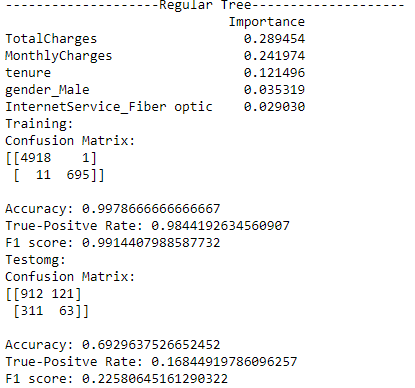 --------------------Regular Tree--------------------
Importance
TotalCharges 0.289454
MonthlyCharges 0.241974
tenure 0.121496
gender_Male 0.035319
InternetService_Fiber optic 0.029030
Training:
Confusion Matrix:
[[4918 1]
[ 11 695]]
Accuracy: 0.9978666666666667
True-Positve Rate: 0.9844192634560907
F1 score: 0.9914407988587732
Testomg:
Confusion Matrix:
[[912 121]
[311 63]]
Accuracy: 0.6929637526652452
True-Positve Rate: 0.16844919786096257
F1 score: 0.22580645161290322